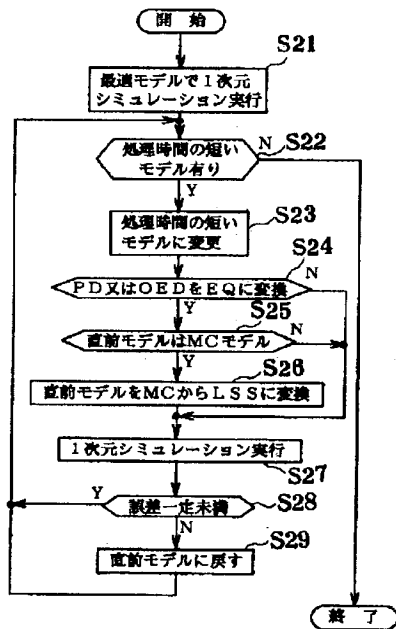 開 始
S21
最適モデルで1次元
シミュレーション実行
S22
処理時間の短い
モデル有り
N
Y
S23
処理時間の短い
モデルに変更
S24
PD又はOEDをEQに変換
N
Y
S25
直前モデルはMCモデル
N
Y
S26
直前モデルをMCからLSSに変換
1次元シミュレーション実行
S27
Y
誤差一定未満
S28
N
S29
直前モデルに戻す
終 了